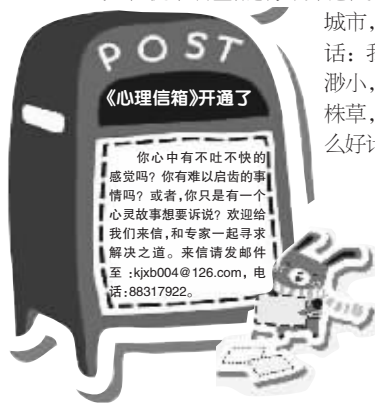 城市，
话：我
渺小，
株草，
POST
《心理信箱》开通了
你心中有不吐不快的
感觉吗？你有难以启齿的事
情吗？或者，你只是有一个
心灵故事想要诉说？欢迎给
我们来信，和专家一起寻求
解决之道。来信请发邮件
至：kjxb004@126.com，电
话：88317922。